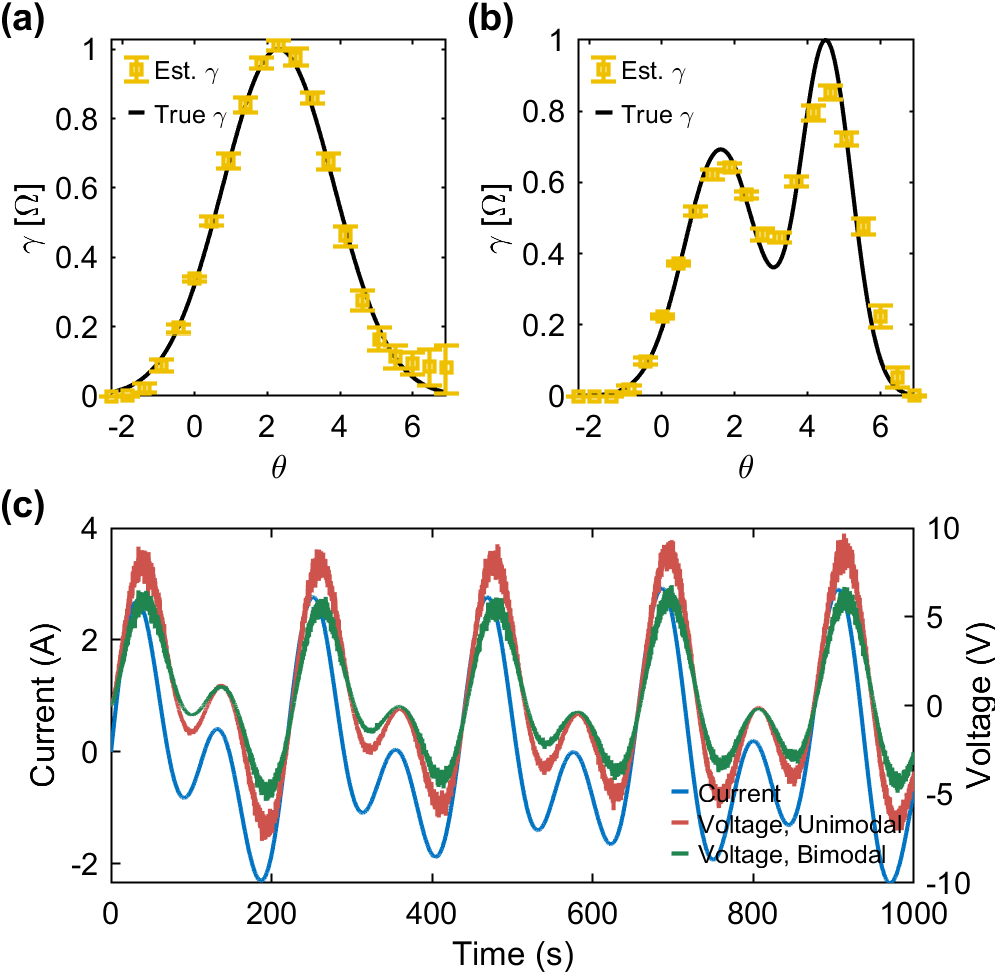 (a)
(b)
Est. γ
True γ
γ [Ω]
1
0.8
0.6
0.4
0.2
0
-2 0 2 4 6
θ
Est. γ
True γ
γ [Ω]
1
0.8
0.6
0.4
0.2
0
-2 0 2 4 6
θ
(c)
Current (A)
4
2
0
-2
10
5
0
-5
-10
Voltage (V)
Current
Voltage, Unimodal
Voltage, Bimodal
0 200 400 600 800 1000
Time (s)